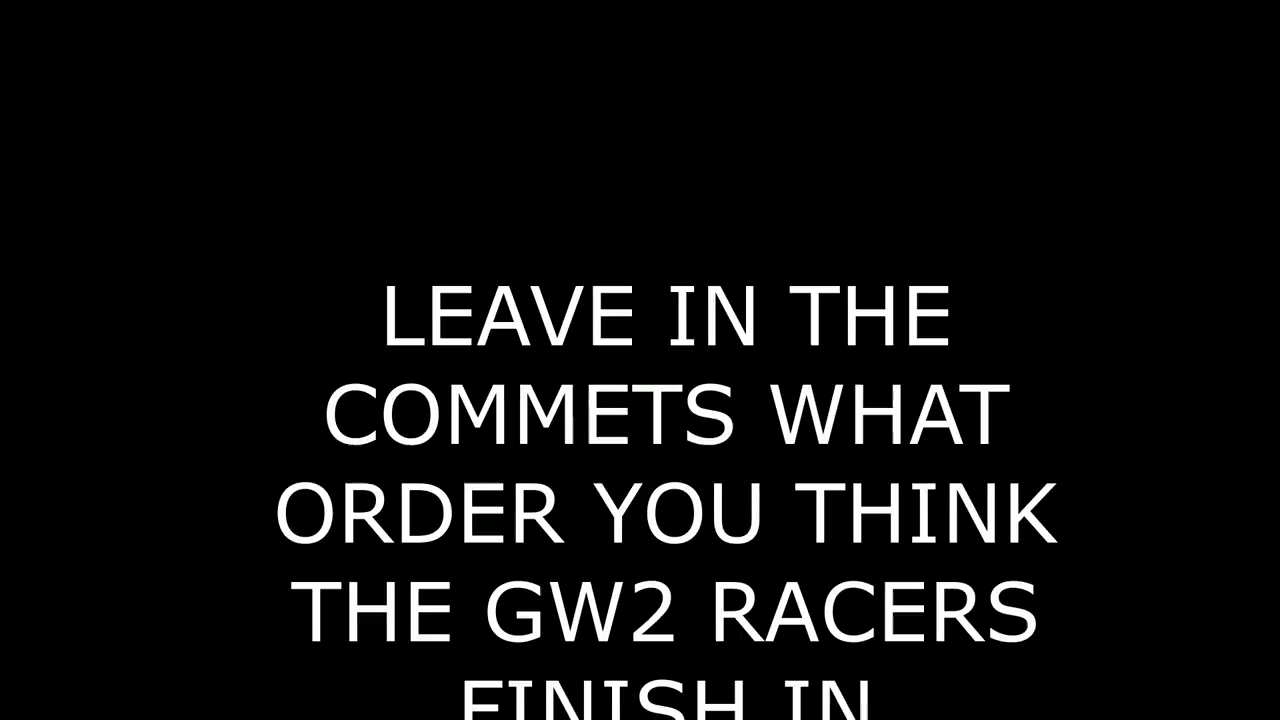 LEAVE IN THE
COMMETS WHAT
ORDER YOU THINK
THE GW2 RACERS
FINISH IN